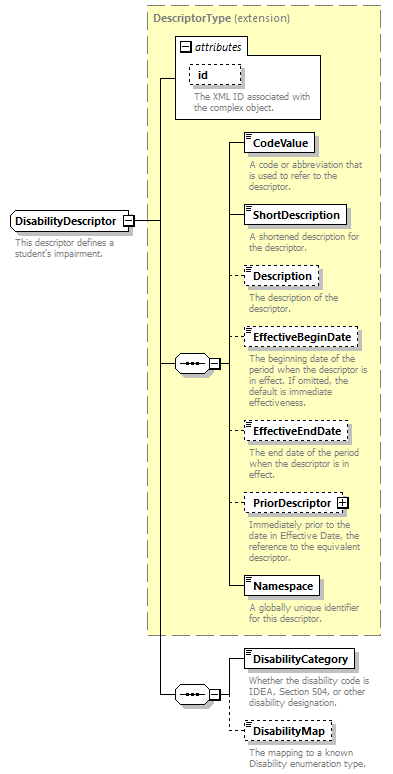 DescriptorType (extension)
attributes
id
The XML ID associated with
the complex object.
CodeValue
A code or abbreviation that
is used to refer to the
descriptor.
DisabilityDescriptor
This descriptor defines a
student's impairment.
ShortDescription
A shortened description for
the descriptor.
Description
The description of the
descriptor.
EffectiveBeginDate
The beginning date of the
period when the descriptor is
in effect. If omitted, the
default is immediate
effectiveness.
EffectiveEndDate
The end date of the period
when the descriptor is in
effect.
PriorDescriptor
Immediately prior to the
date in Effective Date, the
reference to the equivalent
descriptor.
Namespace
A globally unique identifier
for this descriptor.
DisabilityCategory
Whether the disability code is
IDEA, Section 504, or other
disability designation.
DisabilityMap
The mapping to a known
Disability enumeration type.